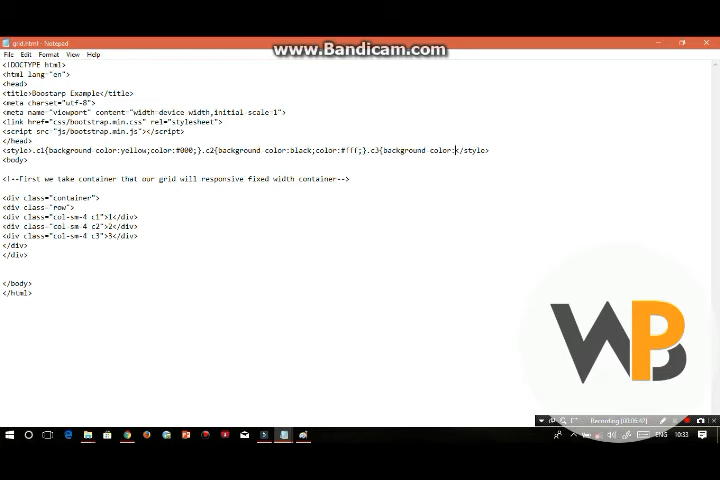 www.Bandicam.com
grid.html - Notepad
File Edit Format View Help
<!DOCTYPE html>
<html lang="en">
<head>
<title>Boostarp Example</title>
<meta charset="utf-8">
<meta name="viewport" content="width-device-width,initial-scale-1">
<link href="css/bootstrap.min.css" rel="stylesheet">
<script src="js/bootstrap.min.js"></script>
</head>
<style>.c1{background-color:yellow;color:#000;}.c2{background-color:black;color:#fff;}.c3{background-color:</style>
<body>
<!--First we take container that our grid will responsive fixed width container-->
<div class="container">
<div class="row">
<div class="col-sm-4 c1">1</div>
<div class="col-sm-4 c2">2</div>
<div class="col-sm-4 c3">3</div>
</div>
</div>
</body>
</html>
WPB
Recording [00:06:42]
ENG 10:33